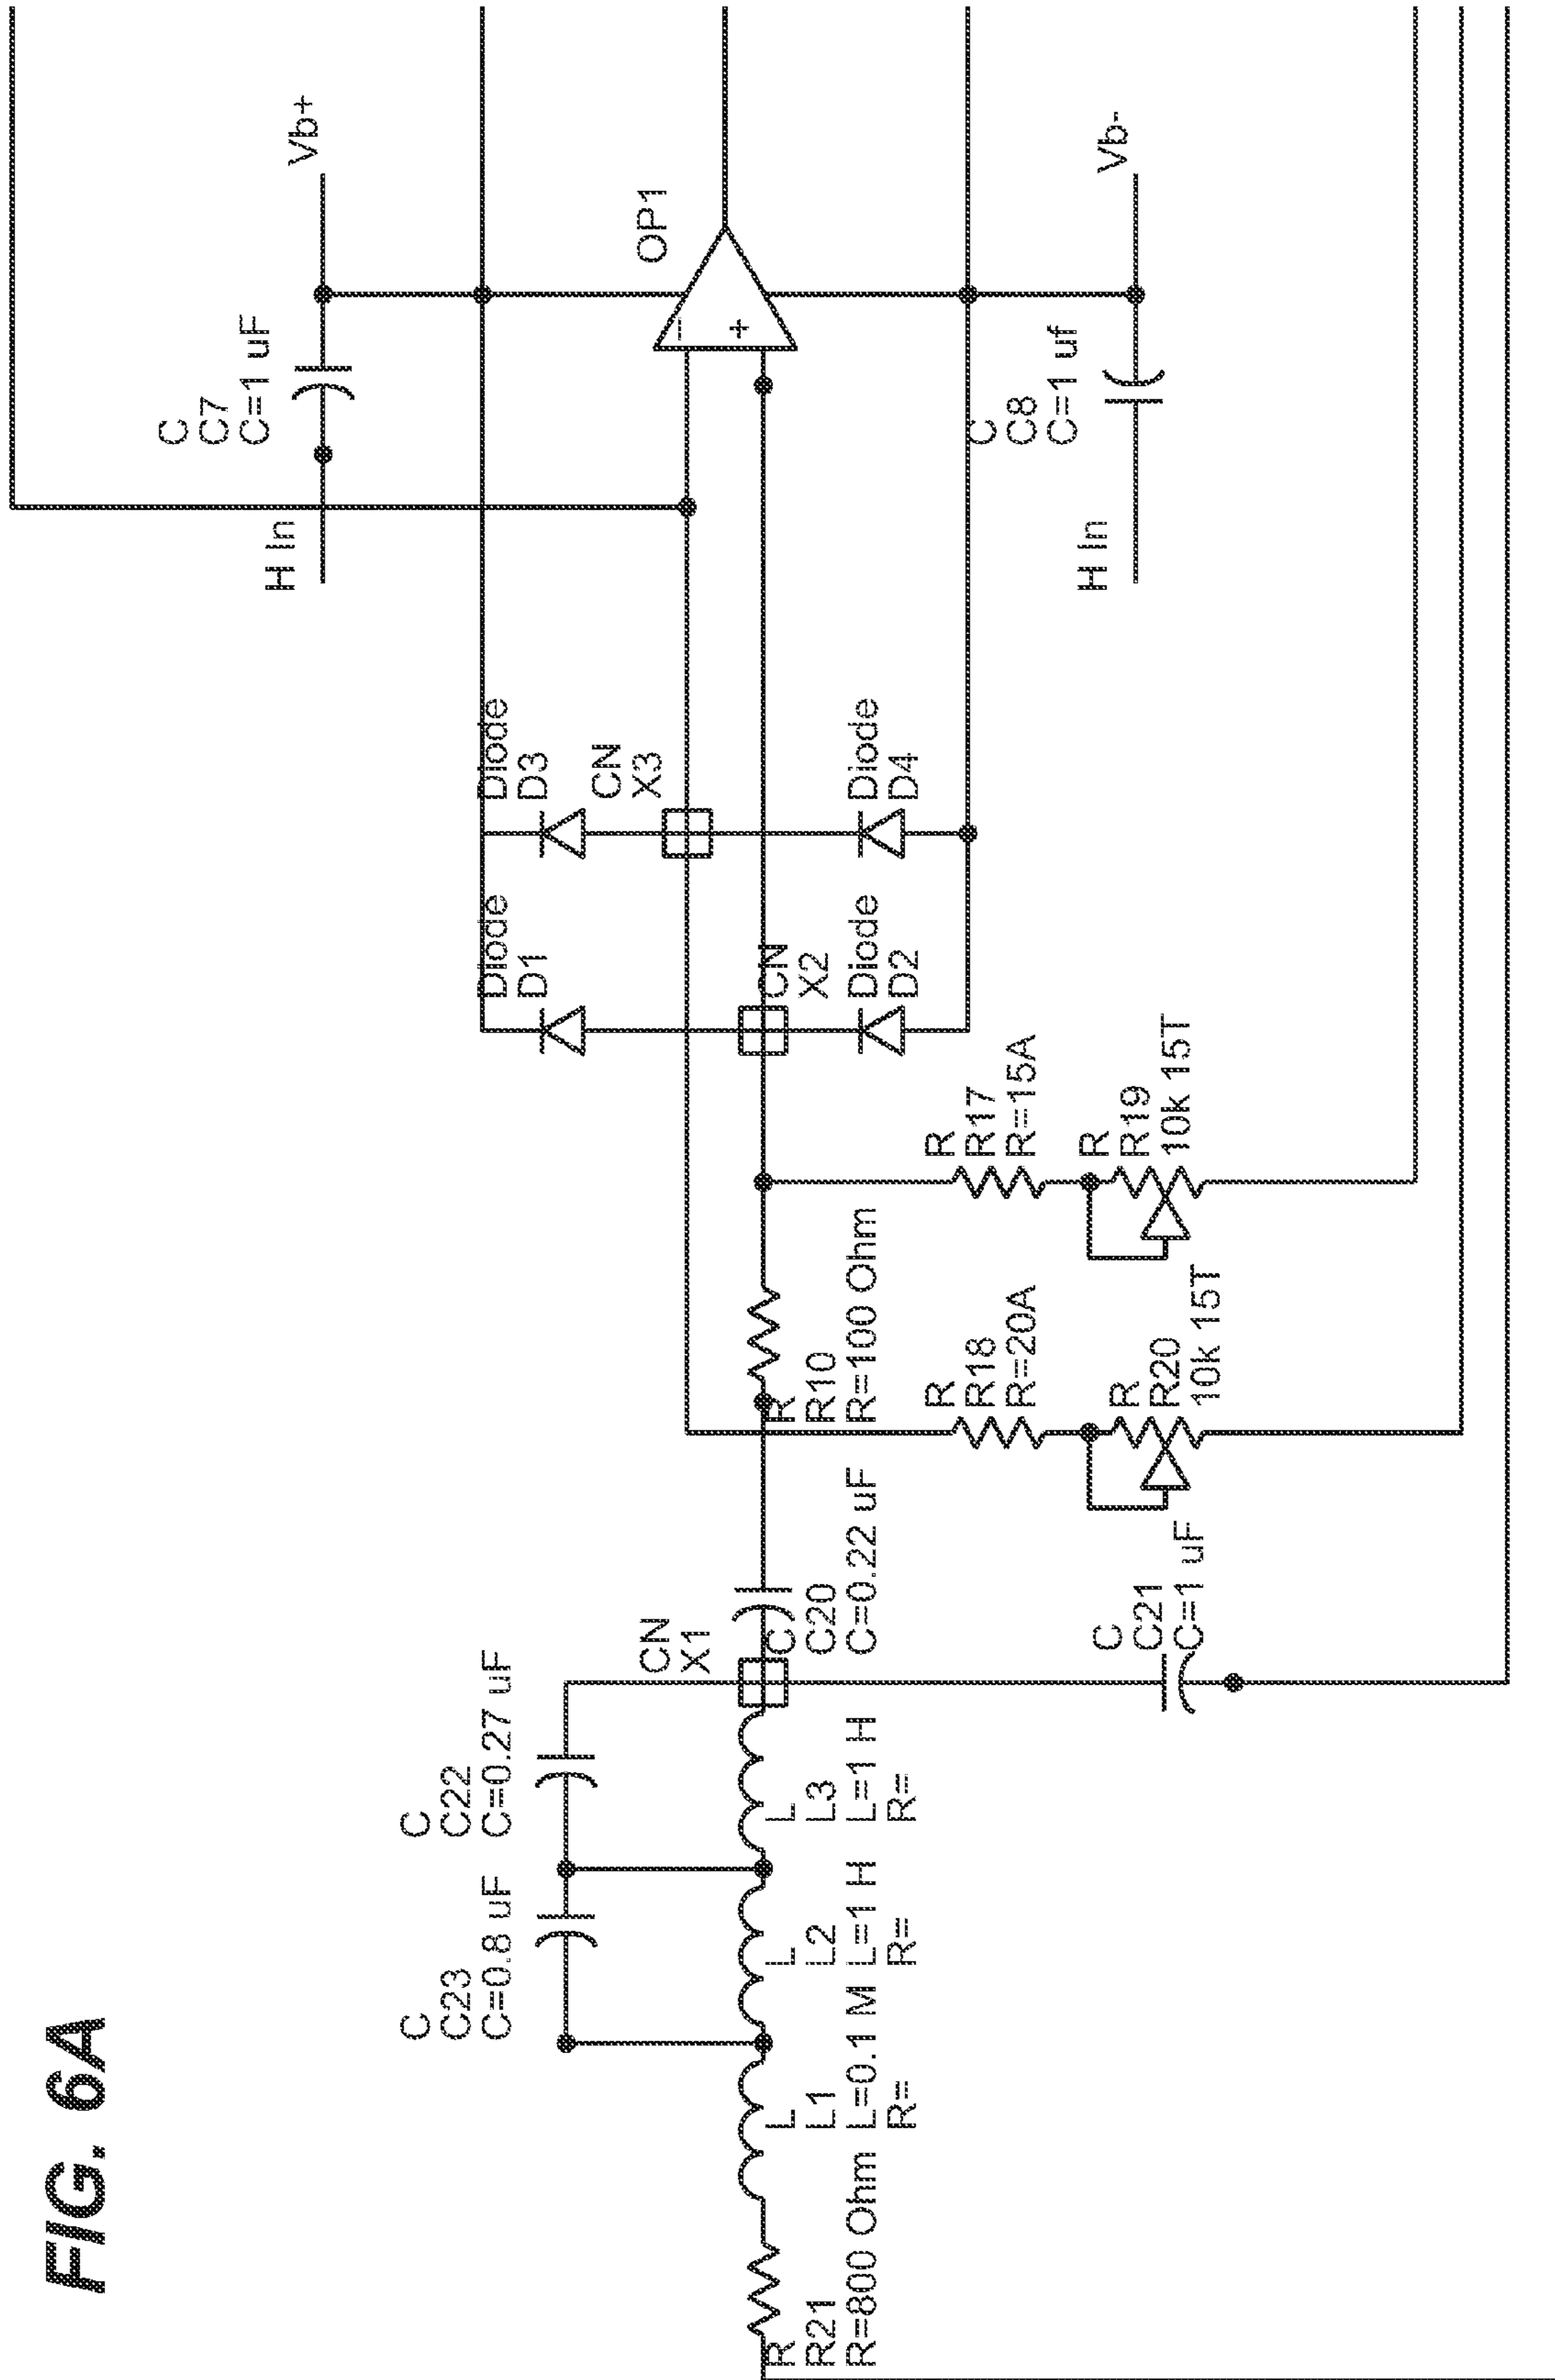 FIG. 6A
R
R21
R=800 Ohm
L
L1
L=0.1 M
R=
C
C23
C=0.8 uF
L
L2
L=1 H
R=
C
C22
C=0.27 uF
L
L3
L=1 H
R=
CN
X1
C
C20
C=0.22 uF
C
C21
C=1 uF
R
R10
R=100 Ohm
R
R18
R=20A
R
R20
10k 15T
R
R17
R=15A
R
R19
10k 15T
Diode
D1
CN
X2
Diode
D2
Diode
D3
CN
X3
Diode
D4
H In
C
C7
C=1 uF
Vb+
OP1
−
+
H In
C
C8
C=1 uf
Vb-